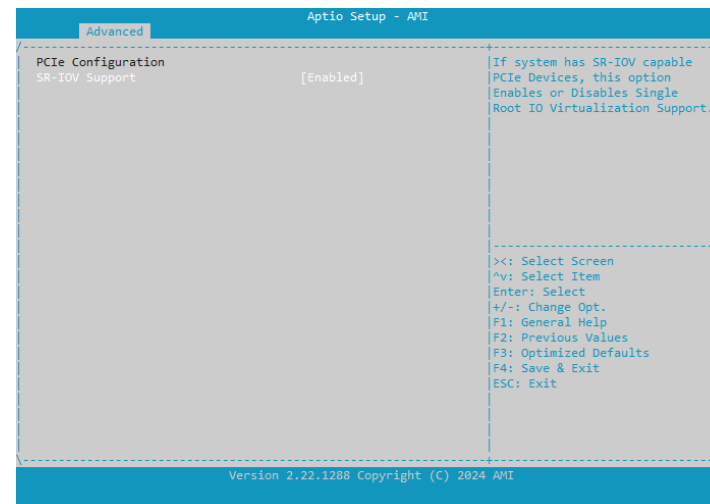 Aptio Setup - AMI
Advanced
PCIe Configuration
SR-IOV Support [Enabled]
If system has SR-IOV capable
PCIe Devices, this option
Enables or Disables Single
Root IO Virtualization Support.
><: Select Screen
^v: Select Item
Enter: Select
+/-: Change Opt.
F1: General Help
F2: Previous Values
F3: Optimized Defaults
F4: Save & Exit
ESC: Exit
Version 2.22.1288 Copyright (C) 2024 AMI